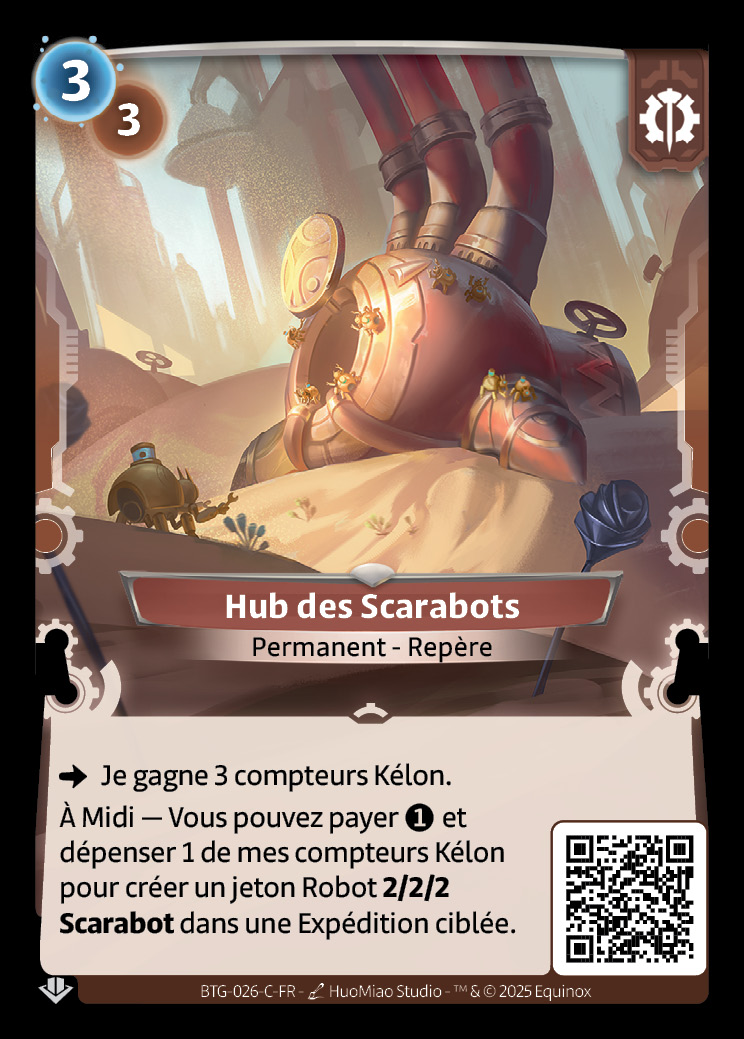 3
3
Hub des Scarabots
Permanent - Repère
Je gagne 3 compteurs Kélon.
À Midi — Vous pouvez payer 1 et
dépenser 1 de mes compteurs Kélon
pour créer un jeton Robot 2/2/2
Scarabot dans une Expédition ciblée.
BTG-026-C-FR - HuoMiao Studio - ™ & © 2025 Equinox